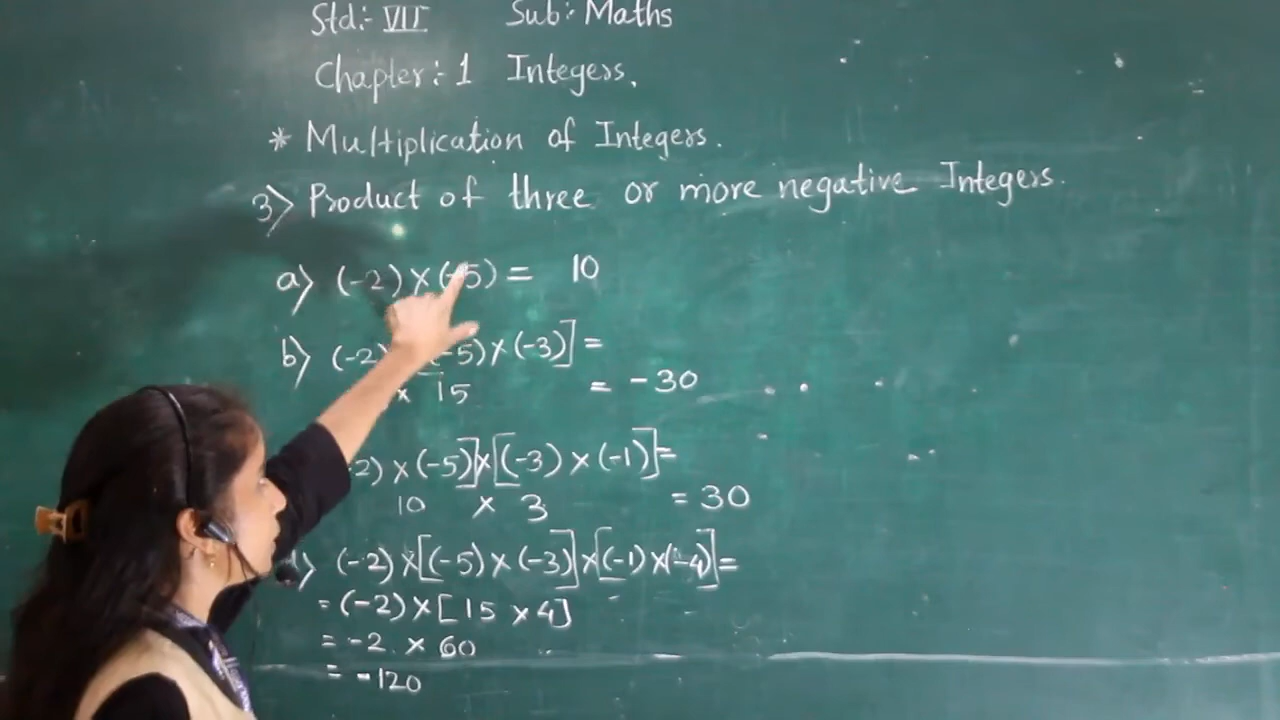 Std:- VII Sub:- Maths
Chapter:- 1 Integers.
* Multiplication of Integers.
3> Product of three or more negative Integers.
a) (-2) × (-5) = 10
b) (-2) (-5) × (-3)] =
× 15 = -30
2) × (-5)] × [(-3) × (-1)] =
10 × 3 = 30
) (-2) × [(-5) × (-3)] × [(-1) × (-4)] =
= (-2) × [15 × 4]
= -2 × 60
= -120